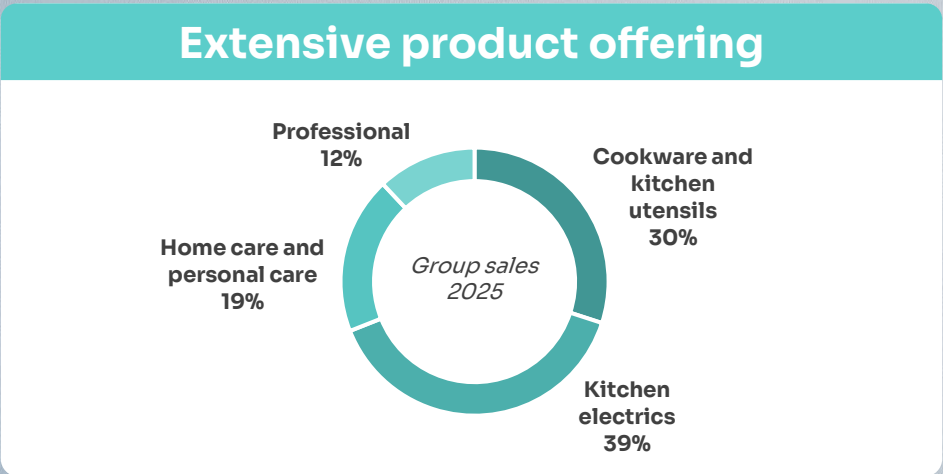 Extensive product offering
Professional
12%
Cookware and
kitchen
utensils
30%
Home care and
personal care
19%
Group sales
2025
Kitchen
electrics
39%